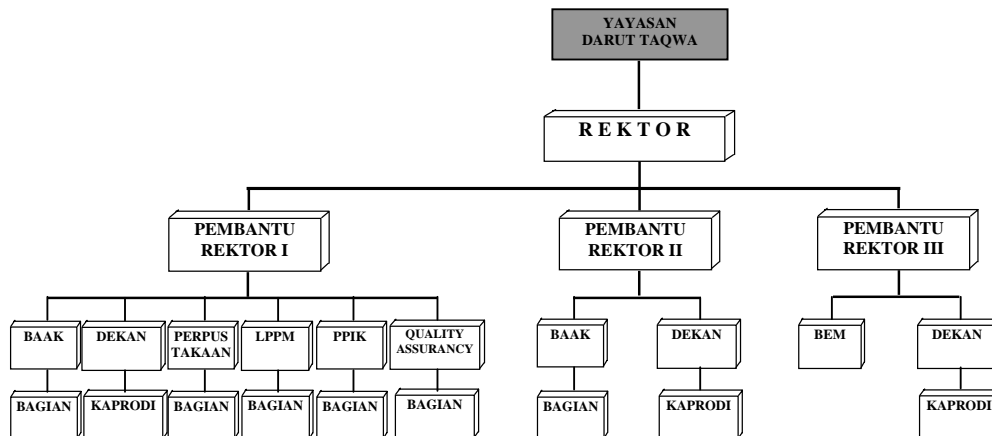 YAYASAN
DARUT TAQWA
R E K T O R
PEMBANTU
REKTOR I
PEMBANTU
REKTOR II
PEMBANTU
REKTOR III
BAAK
DEKAN
PERPUS
TAKAAN
LPPM
PPIK
QUALITY
ASSURANCY
BAAK
DEKAN
BEM
DEKAN
BAGIAN
KAPRODI
BAGIAN
BAGIAN
BAGIAN
BAGIAN
BAGIAN
KAPRODI
KAPRODI